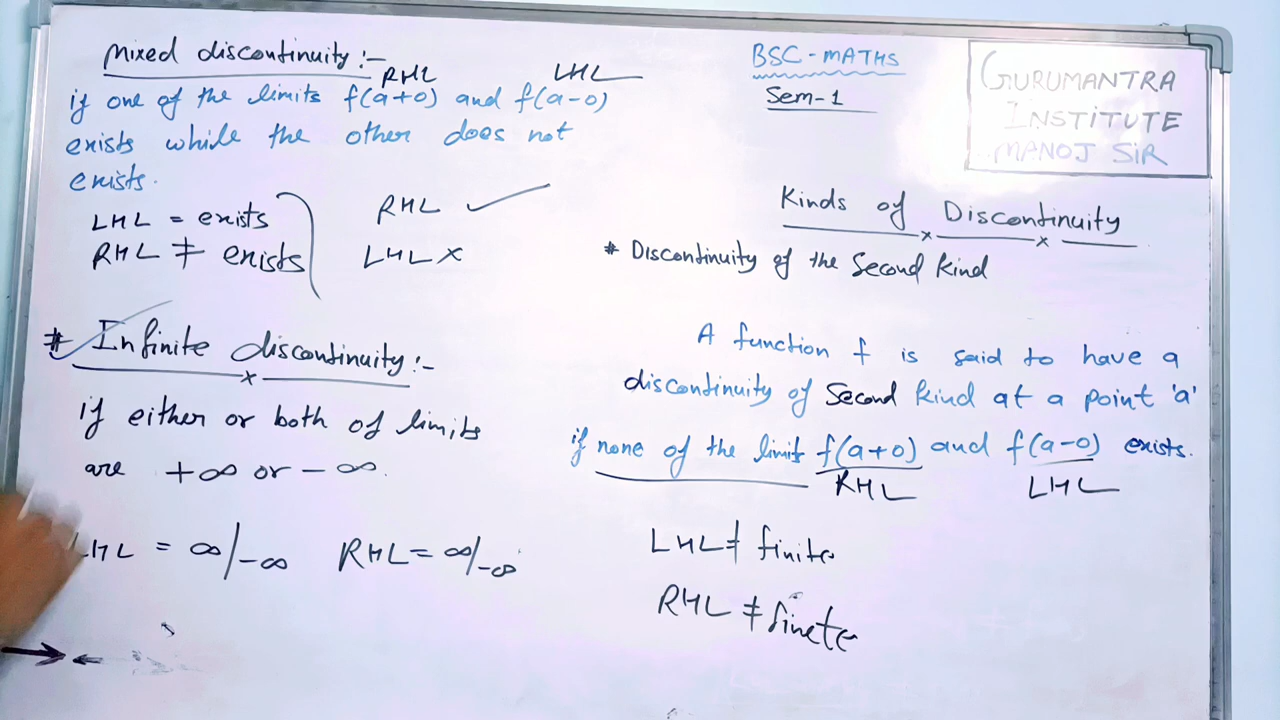 Mixed discontinuity :-
RHL LHL
if one of the limits f(a+0) and f(a-0)
exists while the other does not
exists.
LHL = exists
RHL ≠ exists
RHL ✓
LHL ×
# Infinite discontinuity :-
if either or both of limits
are +∞ or -∞.
LHL = ∞/-∞ RHL = ∞/-∞
BSC - MATHS
Sem-1
GURUMANTRA
INSTITUTE
MANOJ SIR
Kinds of Discontinuity
* Discontinuity of the Second Kind
A function f is said to have a
discontinuity of Second kind at a point 'a'
if none of the limit f(a+0) and f(a-0) exists.
RHL LHL
LHL ≠ finite
RHL ≠ finete